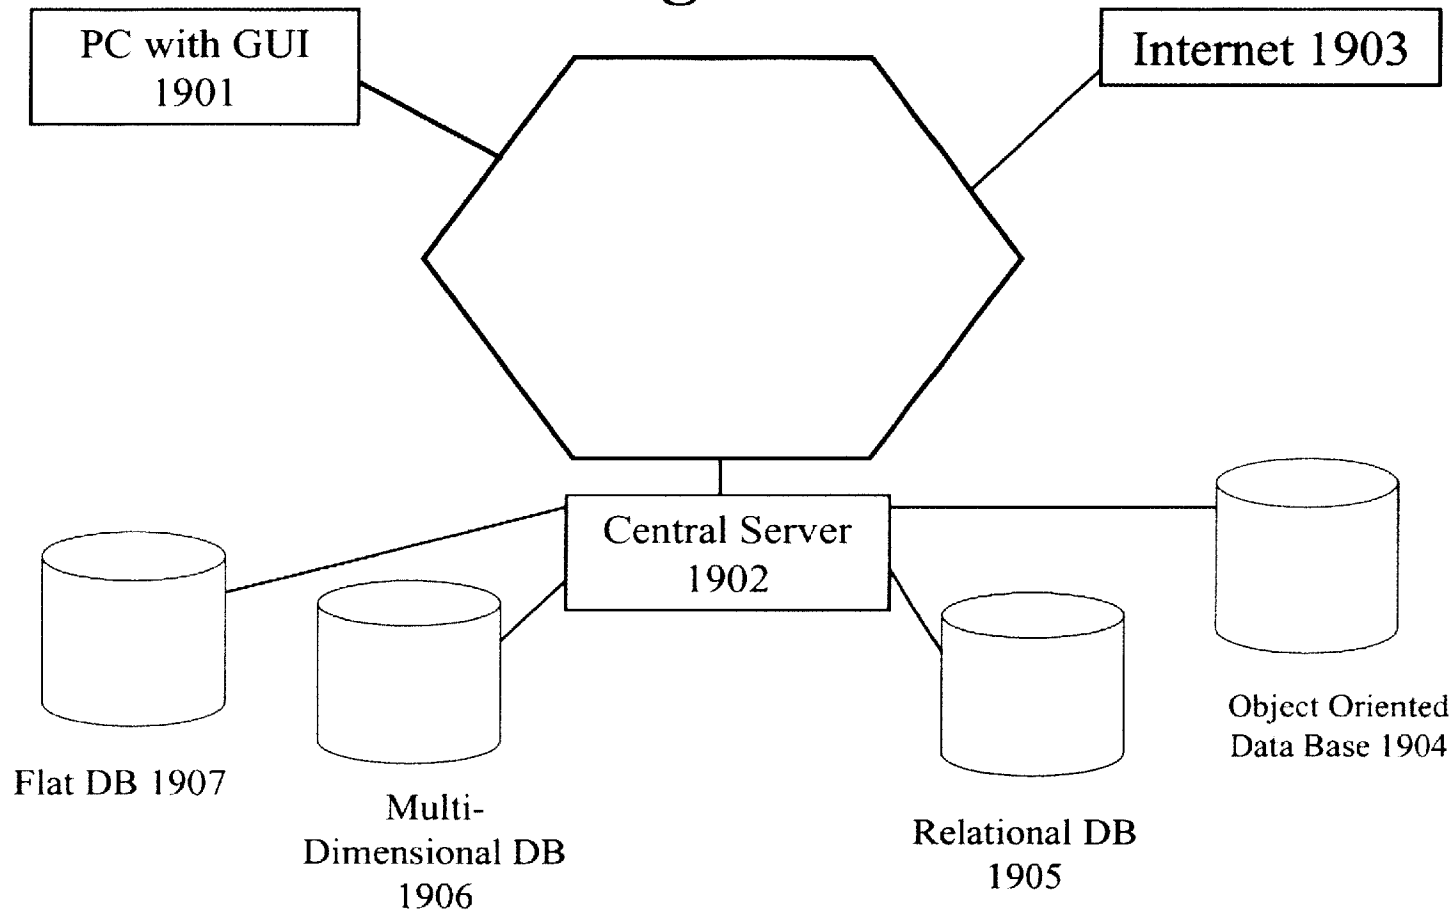 PC with GUI
1901
Internet 1903
Central Server
1902
Flat DB 1907
Multi-
Dimensional DB
1906
Relational DB
1905
Object Oriented
Data Base 1904